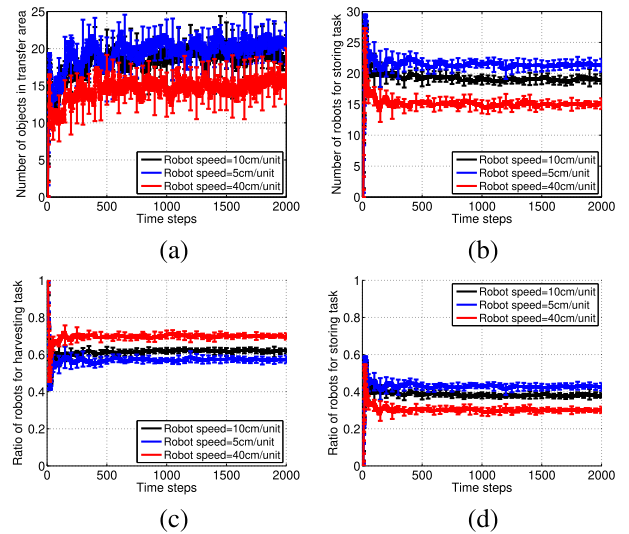 25
20
15
10
5
0
0 500 1000 1500 2000
Number of objects in transfer area
Time steps
Robot speed=10cm/unit
Robot speed=5cm/unit
Robot speed=40cm/unit
(a)
30
25
20
15
10
5
0
0 500 1000 1500 2000
Number of robots for storing task
Time steps
Robot speed=10cm/unit
Robot speed=5cm/unit
Robot speed=40cm/unit
(b)
1
0.8
0.6
0.4
0.2
0
0 500 1000 1500 2000
Ratio of robots for harvesting task
Time steps
Robot speed=10cm/unit
Robot speed=5cm/unit
Robot speed=40cm/unit
(c)
1
0.8
0.6
0.4
0.2
0
0 500 1000 1500 2000
Ratio of robots for storing task
Time steps
Robot speed=10cm/unit
Robot speed=5cm/unit
Robot speed=40cm/unit
(d)